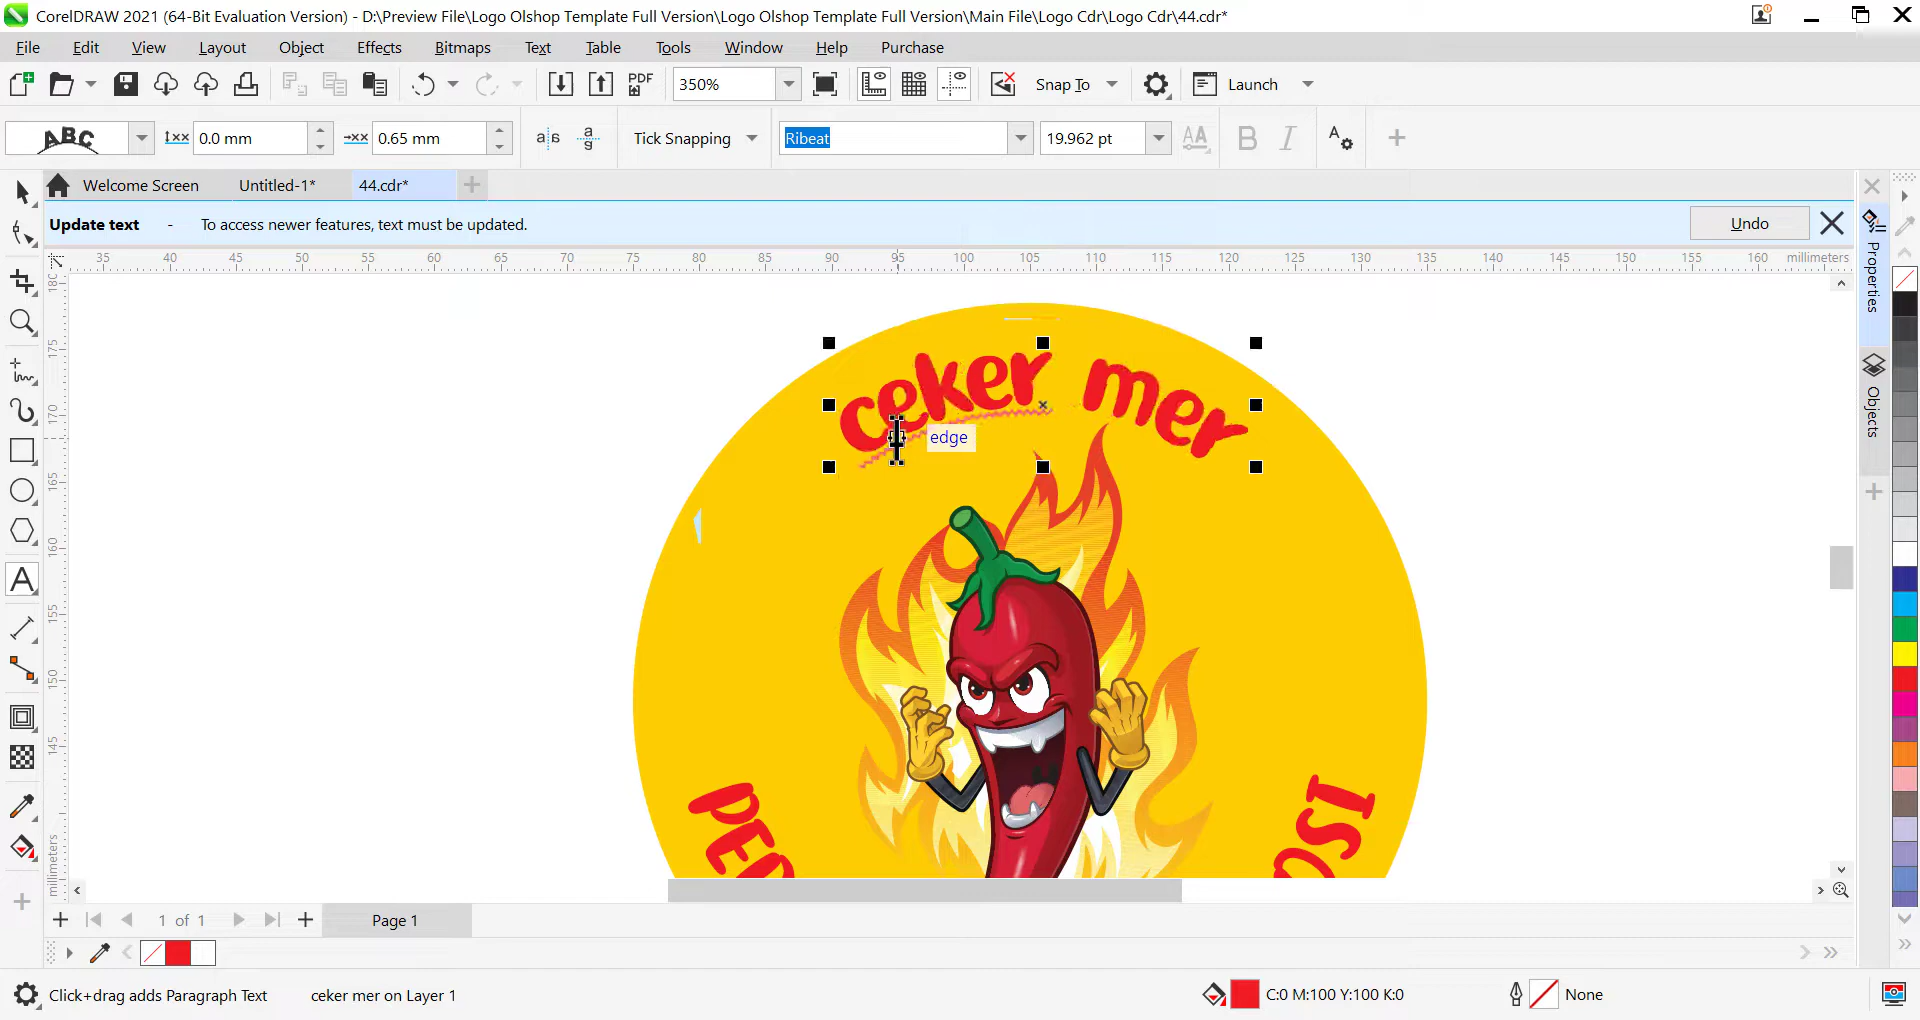 CorelDRAW 2021 (64-Bit Evaluation Version) - D:\Preview File\Logo Olshop Template Full Version\Logo Olshop Template Full Version\Main File\Logo Cdr\Logo Cdr\44.cdr*
File Edit View Layout Object Effects Bitmaps Text Table Tools Window Help Purchase
PDF 350% Snap To Launch
ABC 0.0 mm 0.65 mm Tick Snapping Ribeat 19.962 pt
Welcome Screen Untitled-1* 44.cdr*
Update text - To access newer features, text must be updated. Undo
35 40 45 50 55 60 65 70 75 80 85 90 95 100 105 110 115 120 125 130 135 140 145 150 155 160 millimeters
175
170
165
160
155
150
145
millimeters
Properties
Objects
ceker mer
edge
PED
ISO
1 of 1 Page 1
Click+drag adds Paragraph Text ceker mer on Layer 1 C:0 M:100 Y:100 K:0 None